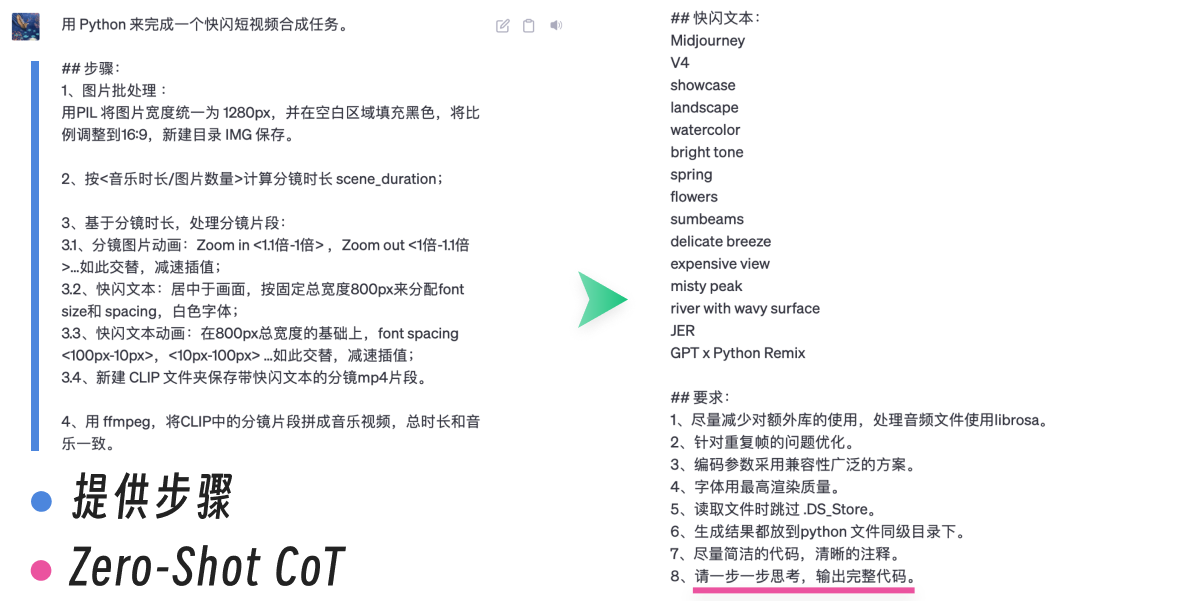 用 Python 来完成一个快闪短视频合成任务。
## 步骤：
1、图片批处理：
用PIL 将图片宽度统一为 1280px，并在空白区域填充黑色，将比
例调整到16:9，新建目录 IMG 保存。
2、按<音乐时长/图片数量>计算分镜时长 scene_duration；
3、基于分镜时长，处理分镜片段：
3.1、分镜图片动画：Zoom in <1.1倍-1倍> ，Zoom out <1倍-1.1倍
>...如此交替，减速插值；
3.2、快闪文本：居中于画面，按固定总宽度800px来分配font
size和 spacing，白色字体；
3.3、快闪文本动画：在800px总宽度的基础上，font spacing
<100px-10px>，<10px-100px> ...如此交替，减速插值；
3.4、新建 CLIP 文件夹保存带快闪文本的分镜mp4片段。
4、用 ffmpeg，将CLIP中的分镜片段拼成音乐视频，总时长和音
乐一致。
提供步骤
Zero-Shot CoT
## 快闪文本：
Midjourney
V4
showcase
landscape
watercolor
bright tone
spring
flowers
sumbeams
delicate breeze
expensive view
misty peak
river with wavy surface
JER
GPT x Python Remix
## 要求：
1、尽量减少对额外库的使用，处理音频文件使用librosa。
2、针对重复帧的问题优化。
3、编码参数采用兼容性广泛的方案。
4、字体用最高渲染质量。
5、读取文件时跳过 .DS_Store。
6、生成结果都放到python 文件同级目录下。
7、尽量简洁的代码，清晰的注释。
8、请一步一步思考，输出完整代码。